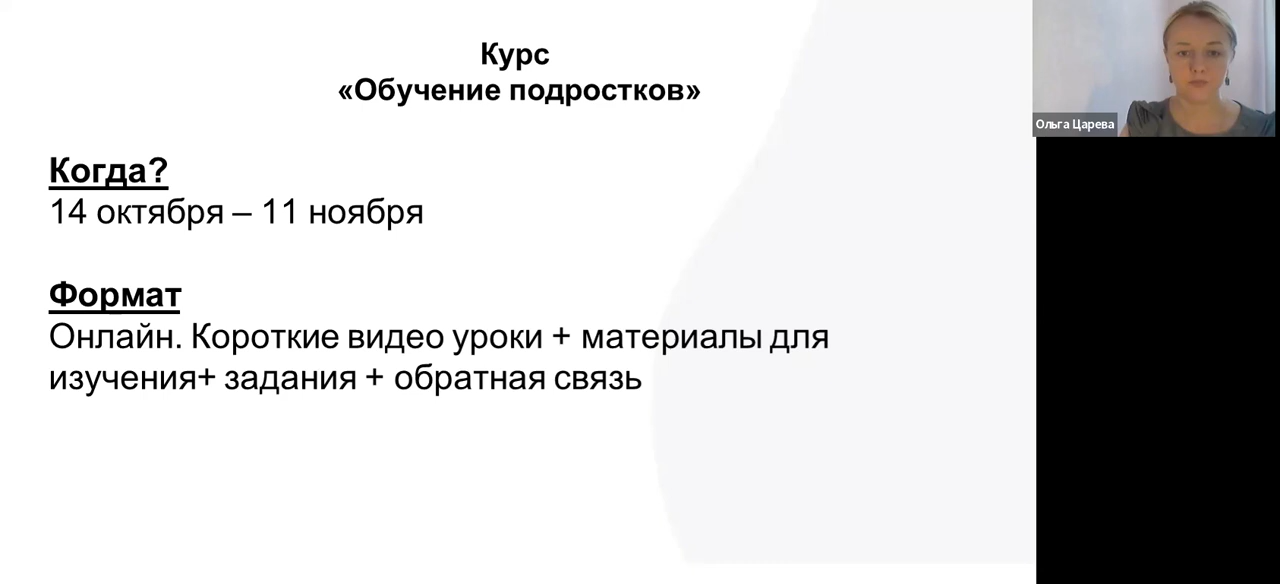 Курс
«Обучение подростков»
Когда?
14 октября – 11 ноября
Формат
Онлайн. Короткие видео уроки + материалы для
изучения+ задания + обратная связь
Ольга Царева